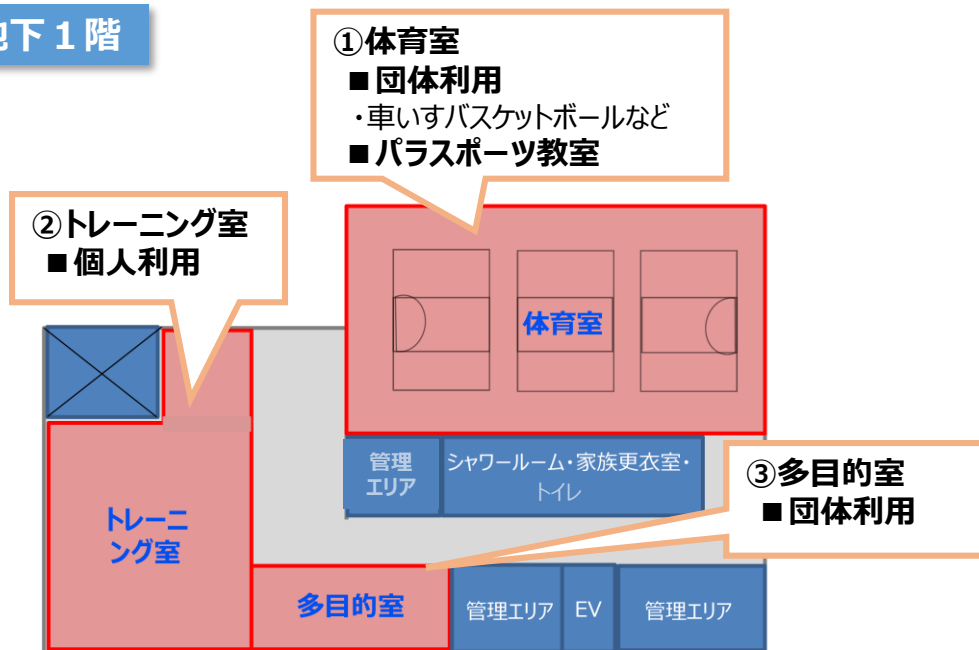 地下１階
①体育室
■団体利用
・車いすバスケットボールなど
■パラスポーツ教室
②トレーニング室
■個人利用
体育室
管理
エリア
シャワールーム・家族更衣室・
トイレ
③多目的室
■団体利用
トレーニ
ング室
多目的室
管理エリア
EV
管理エリア